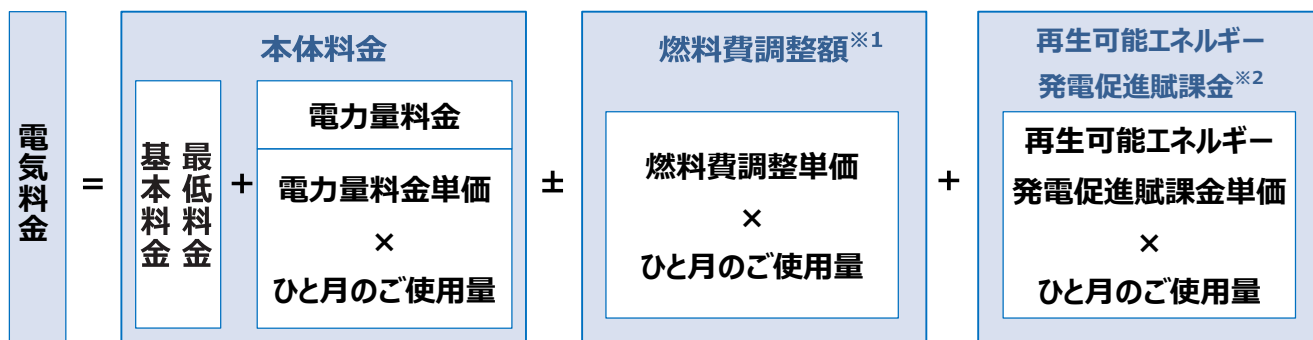 電気料金
=
本体料金
最低料金
基本料金
+
電力量料金
電力量料金単価
×
ひと月のご使用量
±
燃料費調整額※1
燃料費調整単価
×
ひと月のご使用量
+
再生可能エネルギー
発電促進賦課金※2
再生可能エネルギー
発電促進賦課金単価
×
ひと月のご使用量